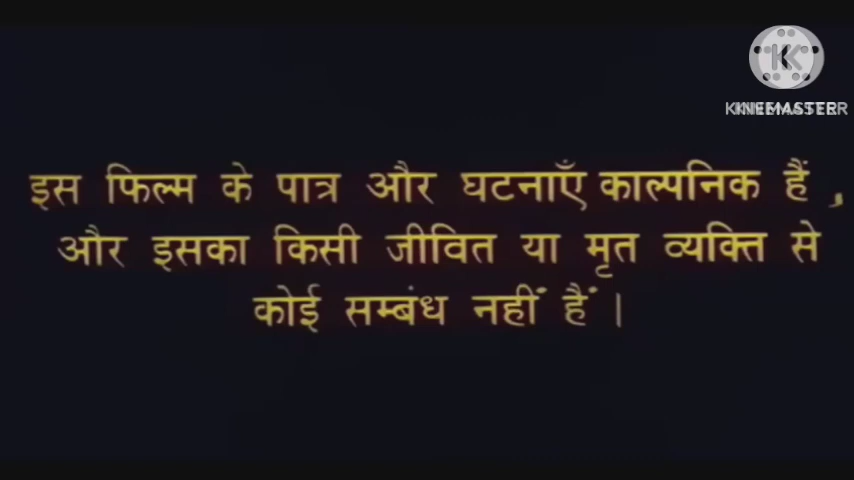 KINEMASTER
इस फिल्म के पात्र और घटनाएँ काल्पनिक हैं ,
और इसका किसी जीवित या मृत व्यक्ति से
कोई सम्बंध नहीं हैं ।